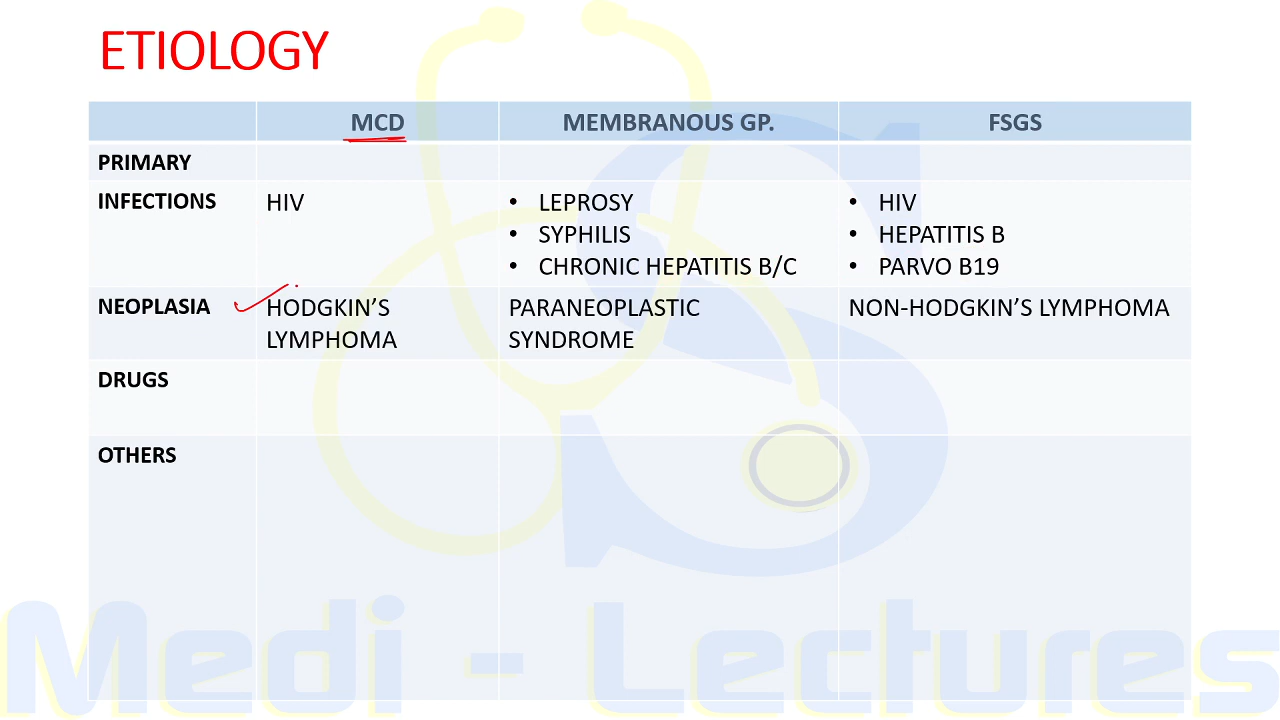 ETIOLOGY
MCD MEMBRANOUS GP. FSGS
PRIMARY
INFECTIONS HIV • LEPROSY • HIV
• SYPHILIS • HEPATITIS B
• CHRONIC HEPATITIS B/C • PARVO B19
NEOPLASIA HODGKIN’S PARANEOPLASTIC NON-HODGKIN’S LYMPHOMA
LYMPHOMA SYNDROME
DRUGS
OTHERS
Medi - Lectures